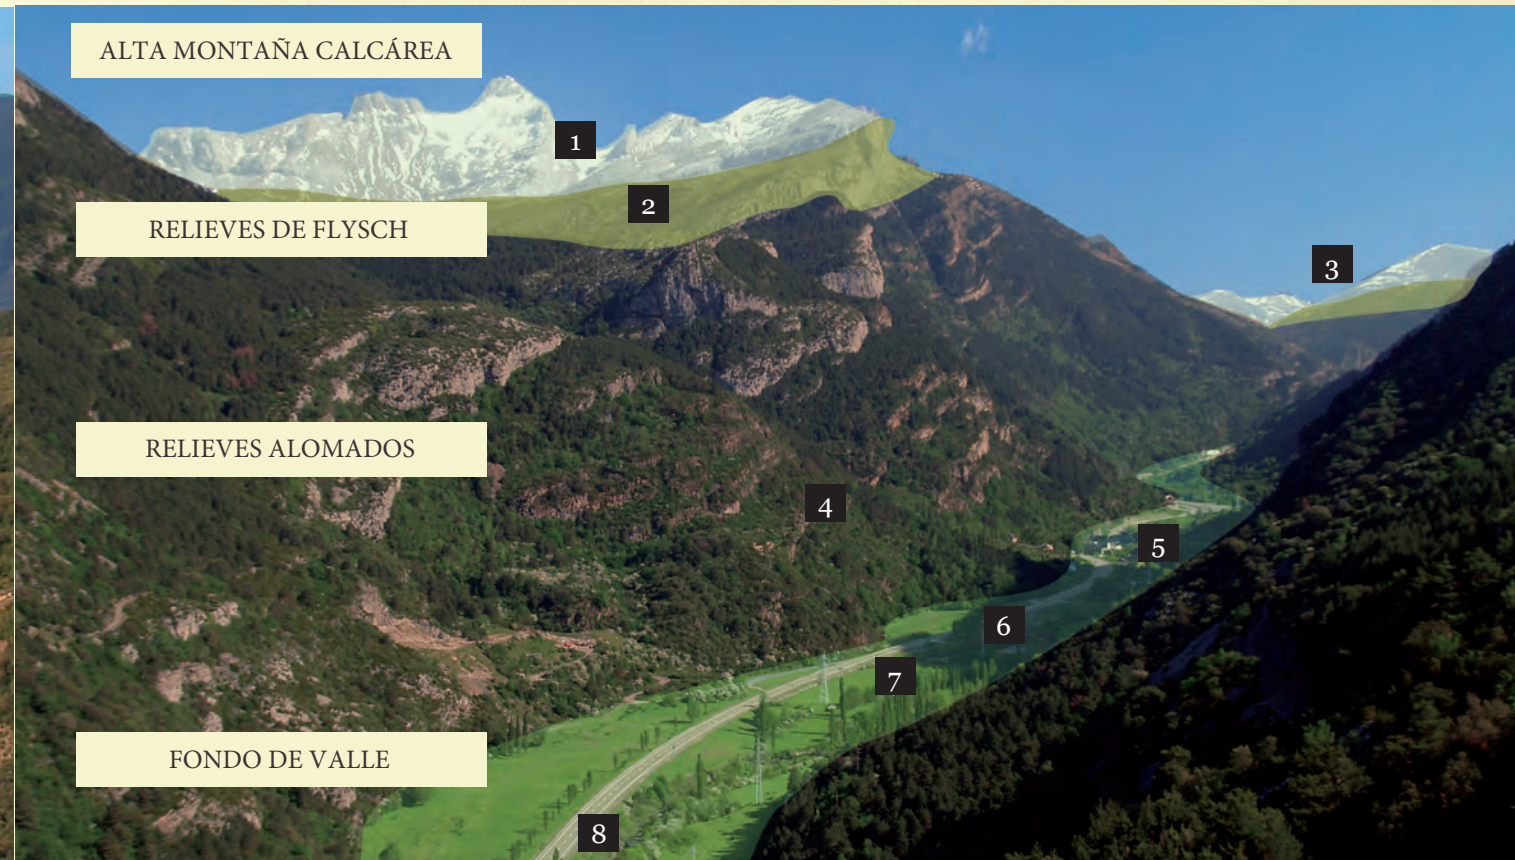 ALTA MONTAÑA CALCÁREA
1
2
RELIEVES DE FLYSCH
3
RELIEVES ALOMADOS
4
5
6
7
FONDO DE VALLE
8